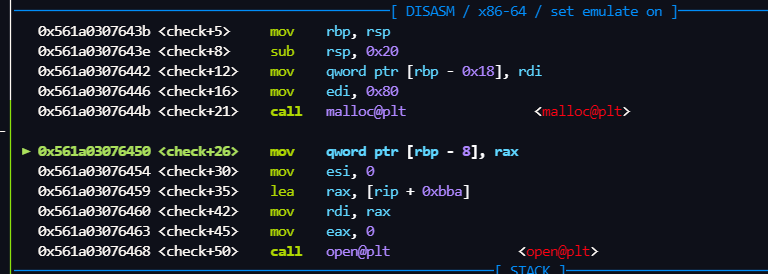 [ DISASM / x86-64 / set emulate on ]
0x561a0307643b <check+5> mov rbp, rsp
0x561a0307643e <check+8> sub rsp, 0x20
0x561a03076442 <check+12> mov qword ptr [rbp - 0x18], rdi
0x561a03076446 <check+16> mov edi, 0x80
0x561a0307644b <check+21> call malloc@plt <malloc@plt>
► 0x561a03076450 <check+26> mov qword ptr [rbp - 8], rax
0x561a03076454 <check+30> mov esi, 0
0x561a03076459 <check+35> lea rax, [rip + 0xbba]
0x561a03076460 <check+42> mov rdi, rax
0x561a03076463 <check+45> mov eax, 0
0x561a03076468 <check+50> call open@plt <open@plt>
[ STACK ]